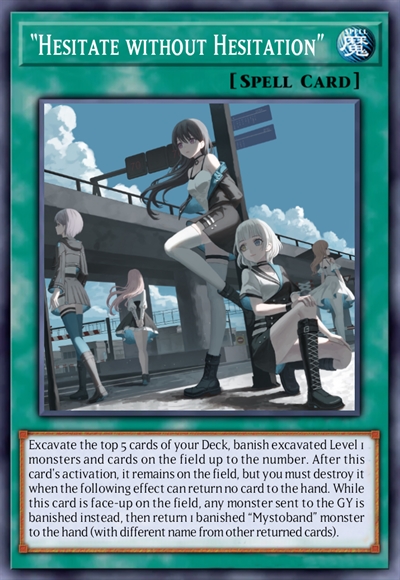 “Hesitate without Hesitation”
魔
[Spell Card]
Excavate the top 5 cards of your Deck, banish excavated Level 1
monsters and cards on the field up to the number. After this
card's activation, it remains on the field, but you must destroy it
when the following effect can return no card to the hand. While
this card is face-up on the field, any monster sent to the GY is
banished instead, then return 1 banished “Mystoband” monster
to the hand (with different name from other returned cards).